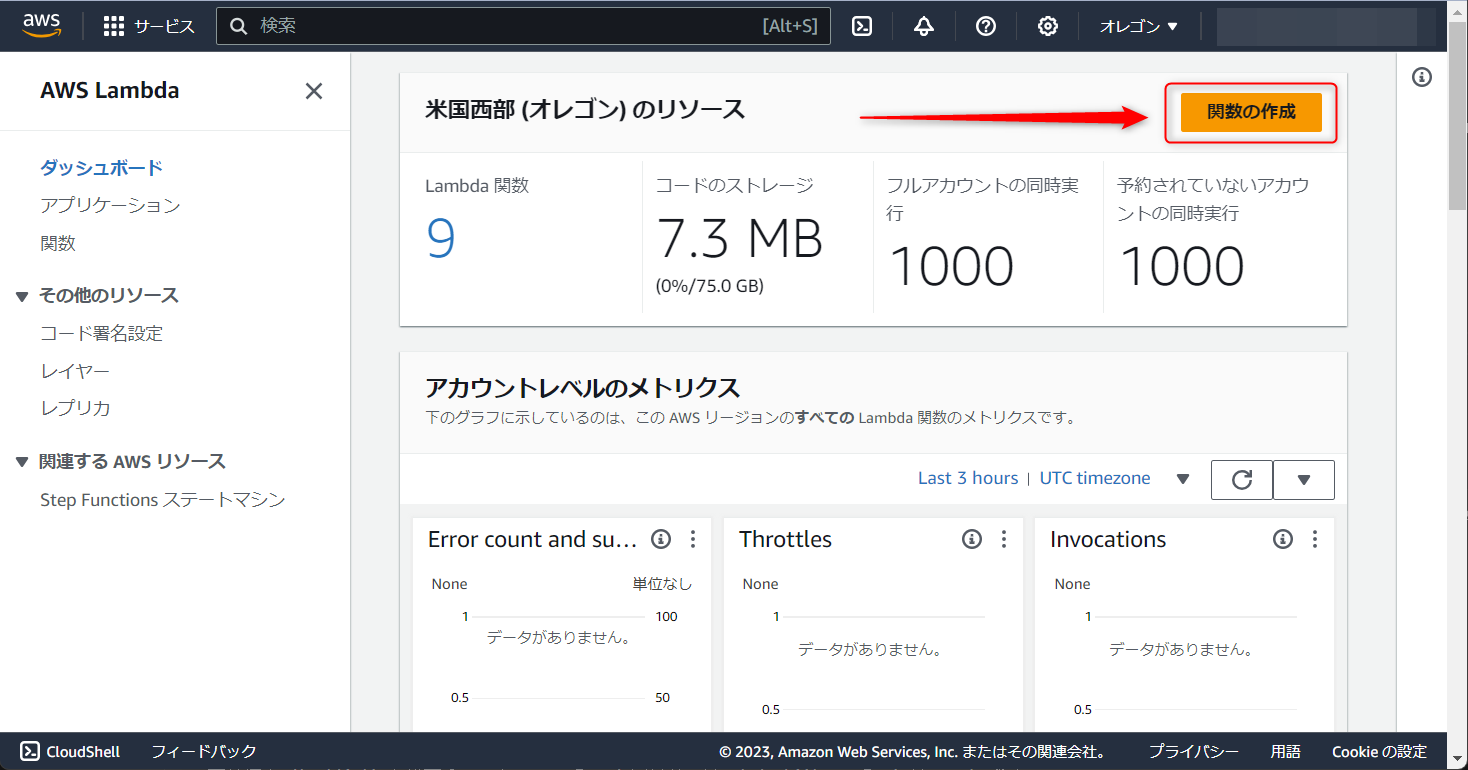 aws
サービス
検索
[Alt+S]
オレゴン
AWS Lambda
ダッシュボード
アプリケーション
関数
その他のリソース
コード署名設定
レイヤー
レプリカ
関連する AWS リソース
Step Functions ステートマシン
米国西部 (オレゴン) のリソース
関数の作成
Lambda 関数
9
コードのストレージ
7.3 MB
(0%/75.0 GB)
フルアカウントの同時実
行
1000
予約されていないアカウ
ントの同時実行
1000
アカウントレベルのメトリクス
下のグラフに示しているのは、この AWS リージョンのすべての Lambda 関数のメトリクスです。
Last 3 hours | UTC timezone
Error count and su...
None
単位なし
1
100
データがありません。
0.5
50
Throttles
None
1
データがありません。
0.5
Invocations
None
1
データがありません。
0.5
CloudShell
フィードバック
© 2023, Amazon Web Services, Inc. またはその関連会社。
プライバシー
用語
Cookie の設定